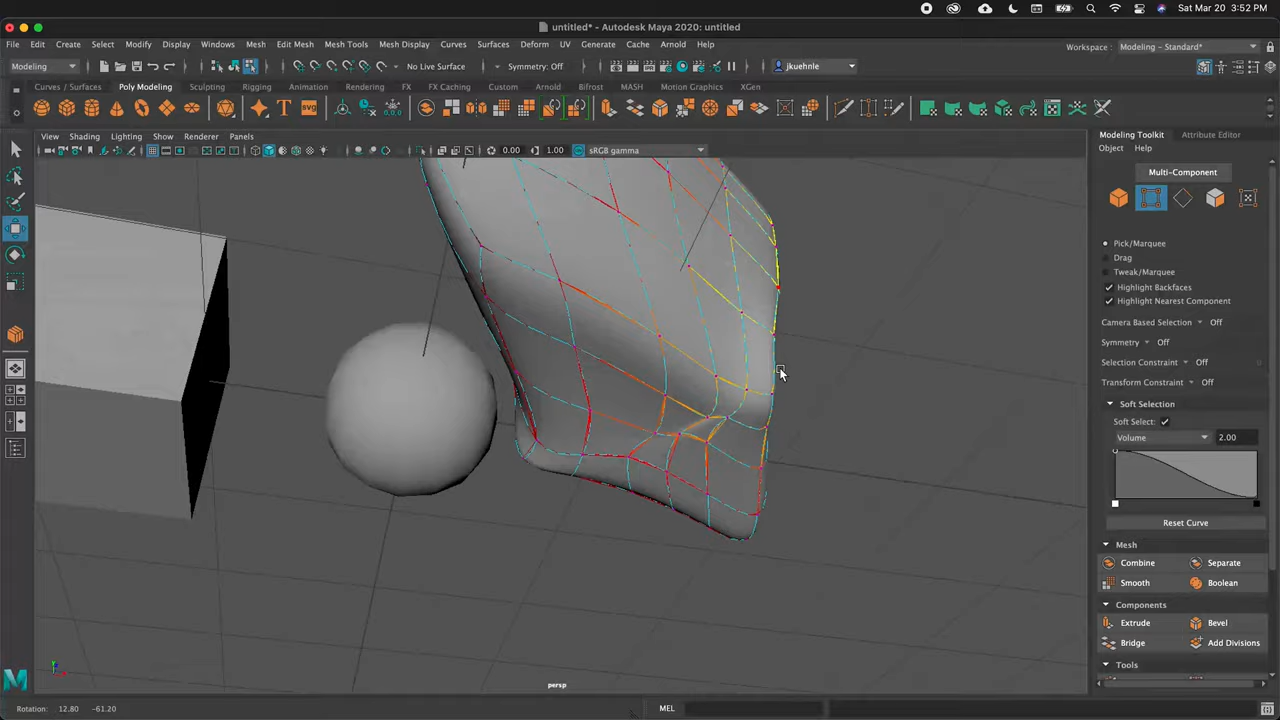 Sat Mar 20 3:52 PM
untitled* - Autodesk Maya 2020: untitled
File Edit Create Select Modify Display Windows Mesh Edit Mesh Mesh Tools Mesh Display Curves Surfaces Deform UV Generate Cache Arnold Help
Workspace : Modeling - Standard*
Modeling
No Live Surface
Symmetry: Off
jkuehnle
Curves / Surfaces Poly Modeling Sculpting Rigging Animation Rendering FX FX Caching Custom Arnold Bifrost MASH Motion Graphics XGen
SVG
View Shading Lighting Show Renderer Panels
0.00 1.00 sRGB gamma
Modeling Toolkit Attribute Editor
Object Help
Multi-Component
Pick/Marquee
Drag
Tweak/Marquee
Highlight Backfaces
Highlight Nearest Component
Camera Based Selection Off
Symmetry Off
Selection Constraint Off
Transform Constraint Off
Soft Selection
Soft Select:
Volume 2.00
Reset Curve
Mesh
Combine Separate
Smooth Boolean
Components
Extrude Bevel
Bridge Add Divisions
Tools
persp
Rotation: 12.80 -61.20
MEL